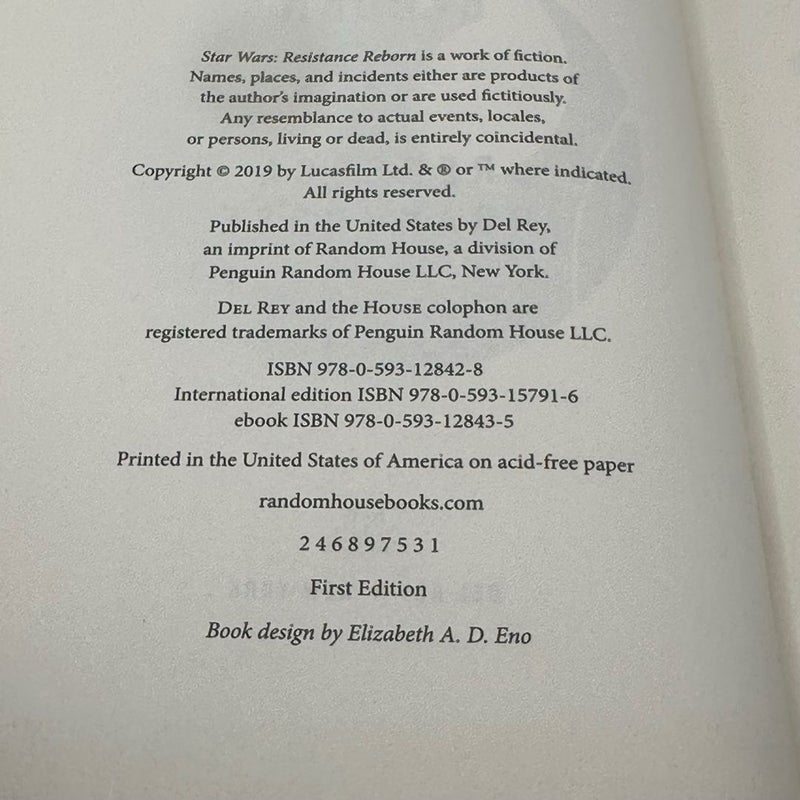 Star Wars: Resistance Reborn is a work of fiction.
Names, places, and incidents either are products of
the author's imagination or are used fictitiously.
Any resemblance to actual events, locales,
or persons, living or dead, is entirely coincidental.
Copyright © 2019 by Lucasfilm Ltd. & ® or ™ where indicated.
All rights reserved.
Published in the United States by Del Rey,
an imprint of Random House, a division of
Penguin Random House LLC, New York.
DEL REY and the HOUSE colophon are
registered trademarks of Penguin Random House LLC.
ISBN 978-0-593-12842-8
International edition ISBN 978-0-593-15791-6
ebook ISBN 978-0-593-12843-5
Printed in the United States of America on acid-free paper
randomhousebooks.com
2 4 6 8 9 7 5 3 1
First Edition
Book design by Elizabeth A. D. Eno